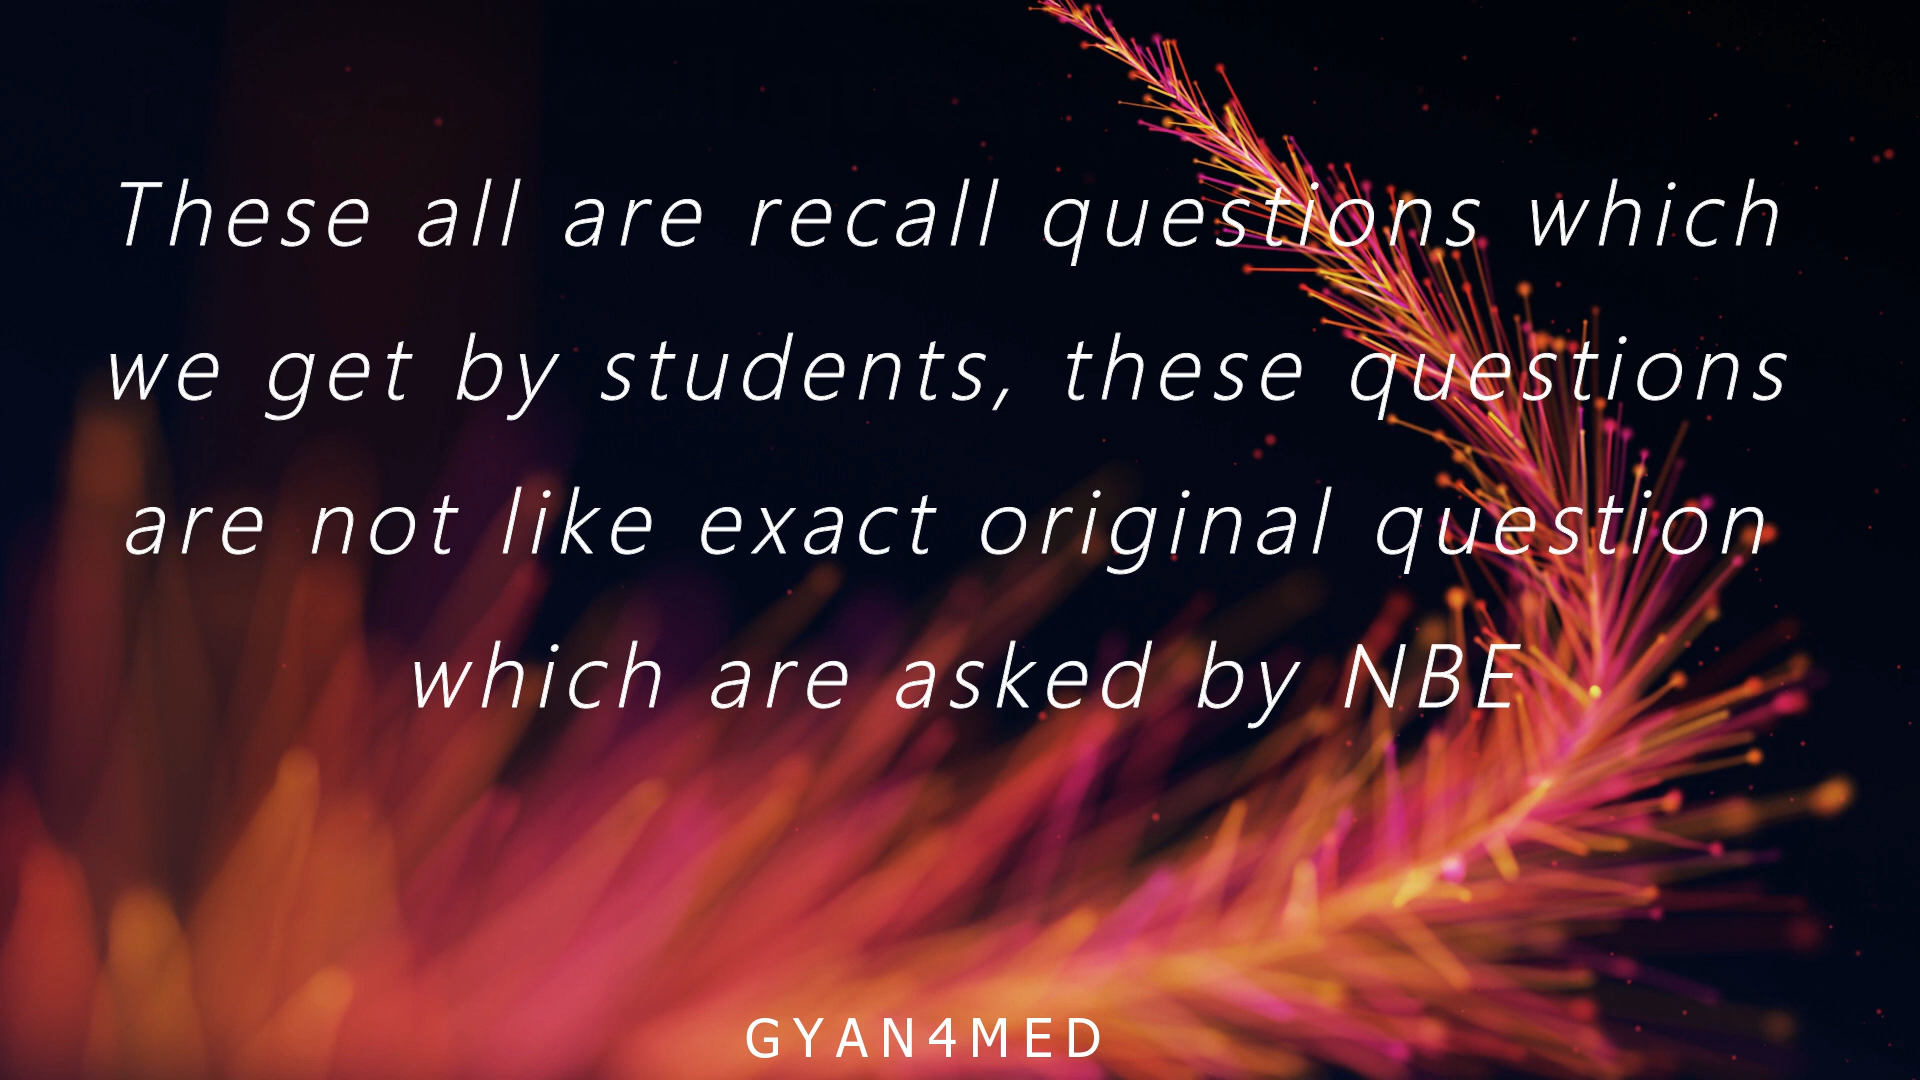 These all are recall questions which
we get by students, these questions
are not like exact original question
which are asked by NBE
GYAN4MED